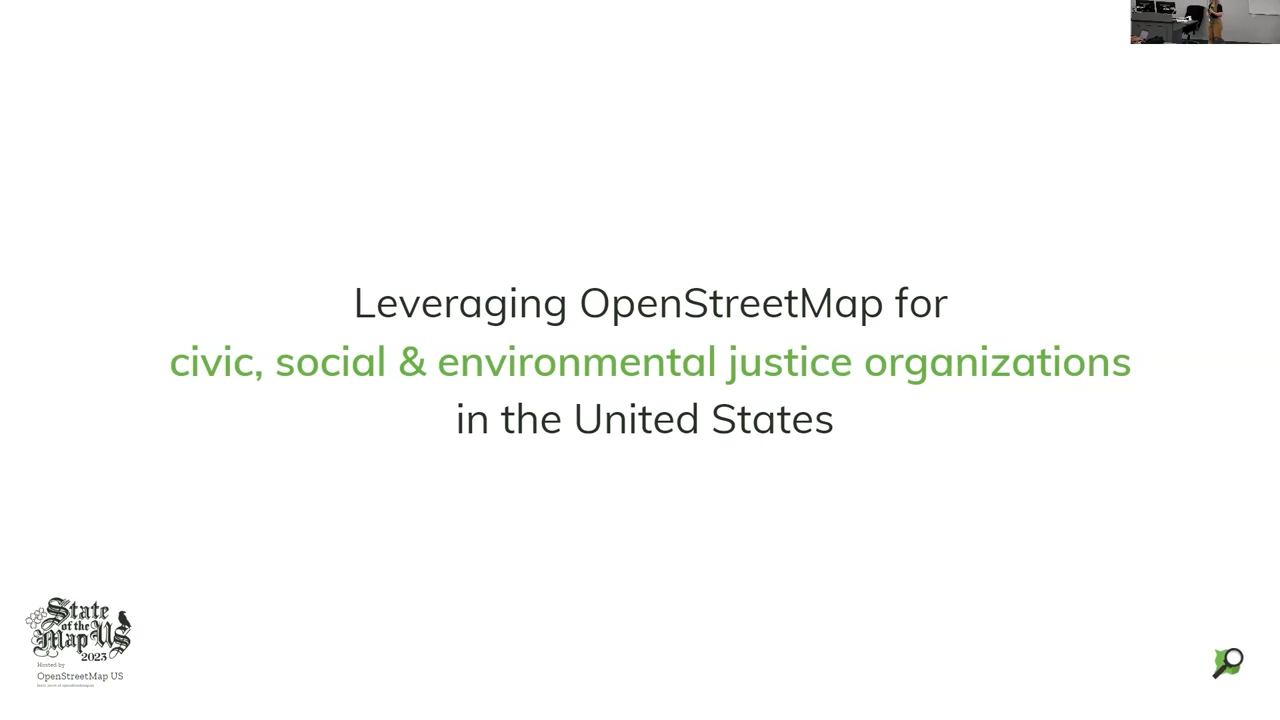 Leveraging OpenStreetMap for
civic, social & environmental justice organizations
in the United States
State
of the
Map US
2023
Hosted by
OpenStreetMap US